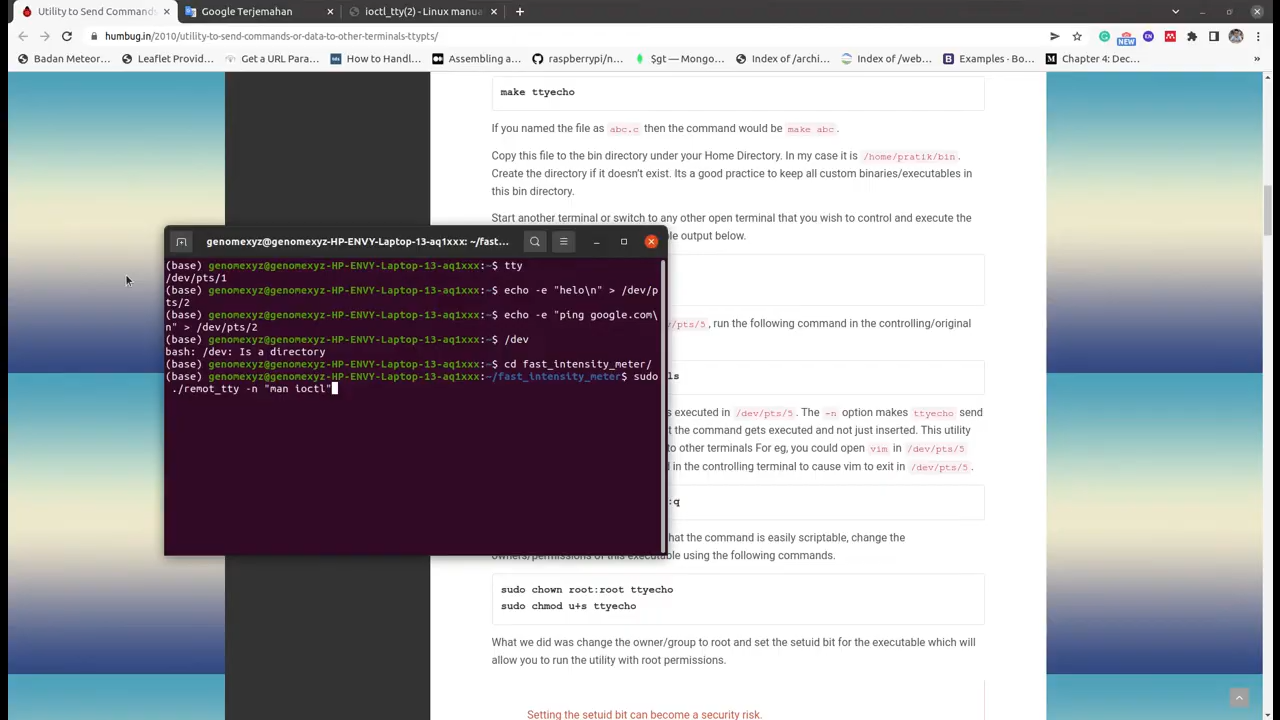 Utility to Send Commands
Google Terjemahan
ioctl_tty(2) - Linux manua
humbug.in/2010/utility-to-send-commands-or-data-to-other-terminals-ttypts/
NEW
Badan Meteor...
Leaflet Provid...
Get a URL Para...
How to Handl...
Assembling a...
raspberrypi/n...
$gt — Mongo...
Index of /archi...
Index of /web...
Examples · Bo...
Chapter 4: Dec...
»
make ttyecho
If you named the file as abc.c then the command would be make abc.
Copy this file to the bin directory under your Home Directory. In my case it is /home/pratik/bin.
Create the directory if it doesn't exist. Its a good practice to keep all custom binaries/executables in
this bin directory.
Start another terminal or switch to any other open terminal that you wish to control and execute the
le output below.
/pts/5, run the following command in the controlling/original
ls
s executed in /dev/pts/5. The -n option makes ttyecho send
t the command gets executed and not just inserted. This utility
to other terminals For eg, you could open vim in /dev/pts/5
d in the controlling terminal to cause vim to exit in /dev/pts/5.
:q
hat the command is easily scriptable, change the
owners/permissions of this executable using the following commands.
sudo chown root:root ttyecho
sudo chmod u+s ttyecho
What we did was change the owner/group to root and set the setuid bit for the executable which will
allow you to run the utility with root permissions.
Setting the setuid bit can become a security risk.
genomexyz@genomexyz-HP-ENVY-Laptop-13-aq1xxx: ~/fast...
(base) genomexyz@genomexyz-HP-ENVY-Laptop-13-aq1xxx:~$ tty
/dev/pts/1
(base) genomexyz@genomexyz-HP-ENVY-Laptop-13-aq1xxx:~$ echo -e "helo\n" > /dev/p
ts/2
(base) genomexyz@genomexyz-HP-ENVY-Laptop-13-aq1xxx:~$ echo -e "ping google.com\
n" > /dev/pts/2
(base) genomexyz@genomexyz-HP-ENVY-Laptop-13-aq1xxx:~$ /dev
bash: /dev: Is a directory
(base) genomexyz@genomexyz-HP-ENVY-Laptop-13-aq1xxx:~$ cd fast_intensity_meter/
(base) genomexyz@genomexyz-HP-ENVY-Laptop-13-aq1xxx:~/fast_intensity_meter$ sudo
./remot_tty -n "man ioctl"